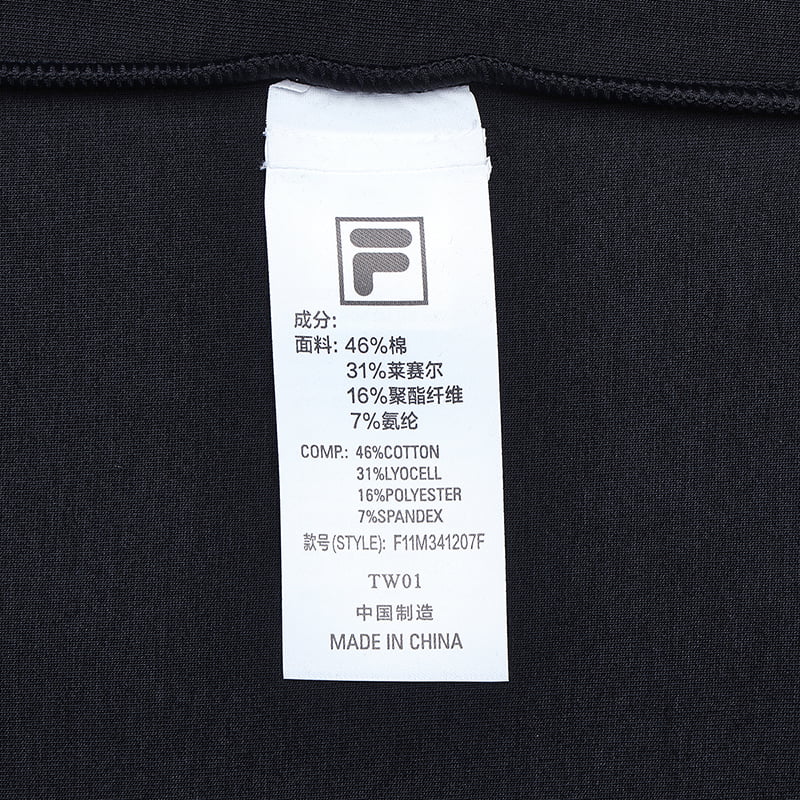 F
成分:
面料: 46%棉
31%莱赛尔
16%聚酯纤维
7%氨纶
COMP.: 46%COTTON
31%LYOCELL
16%POLYESTER
7%SPANDEX
款号(STYLE): F11M341207F
TW01
中国制造
MADE IN CHINA